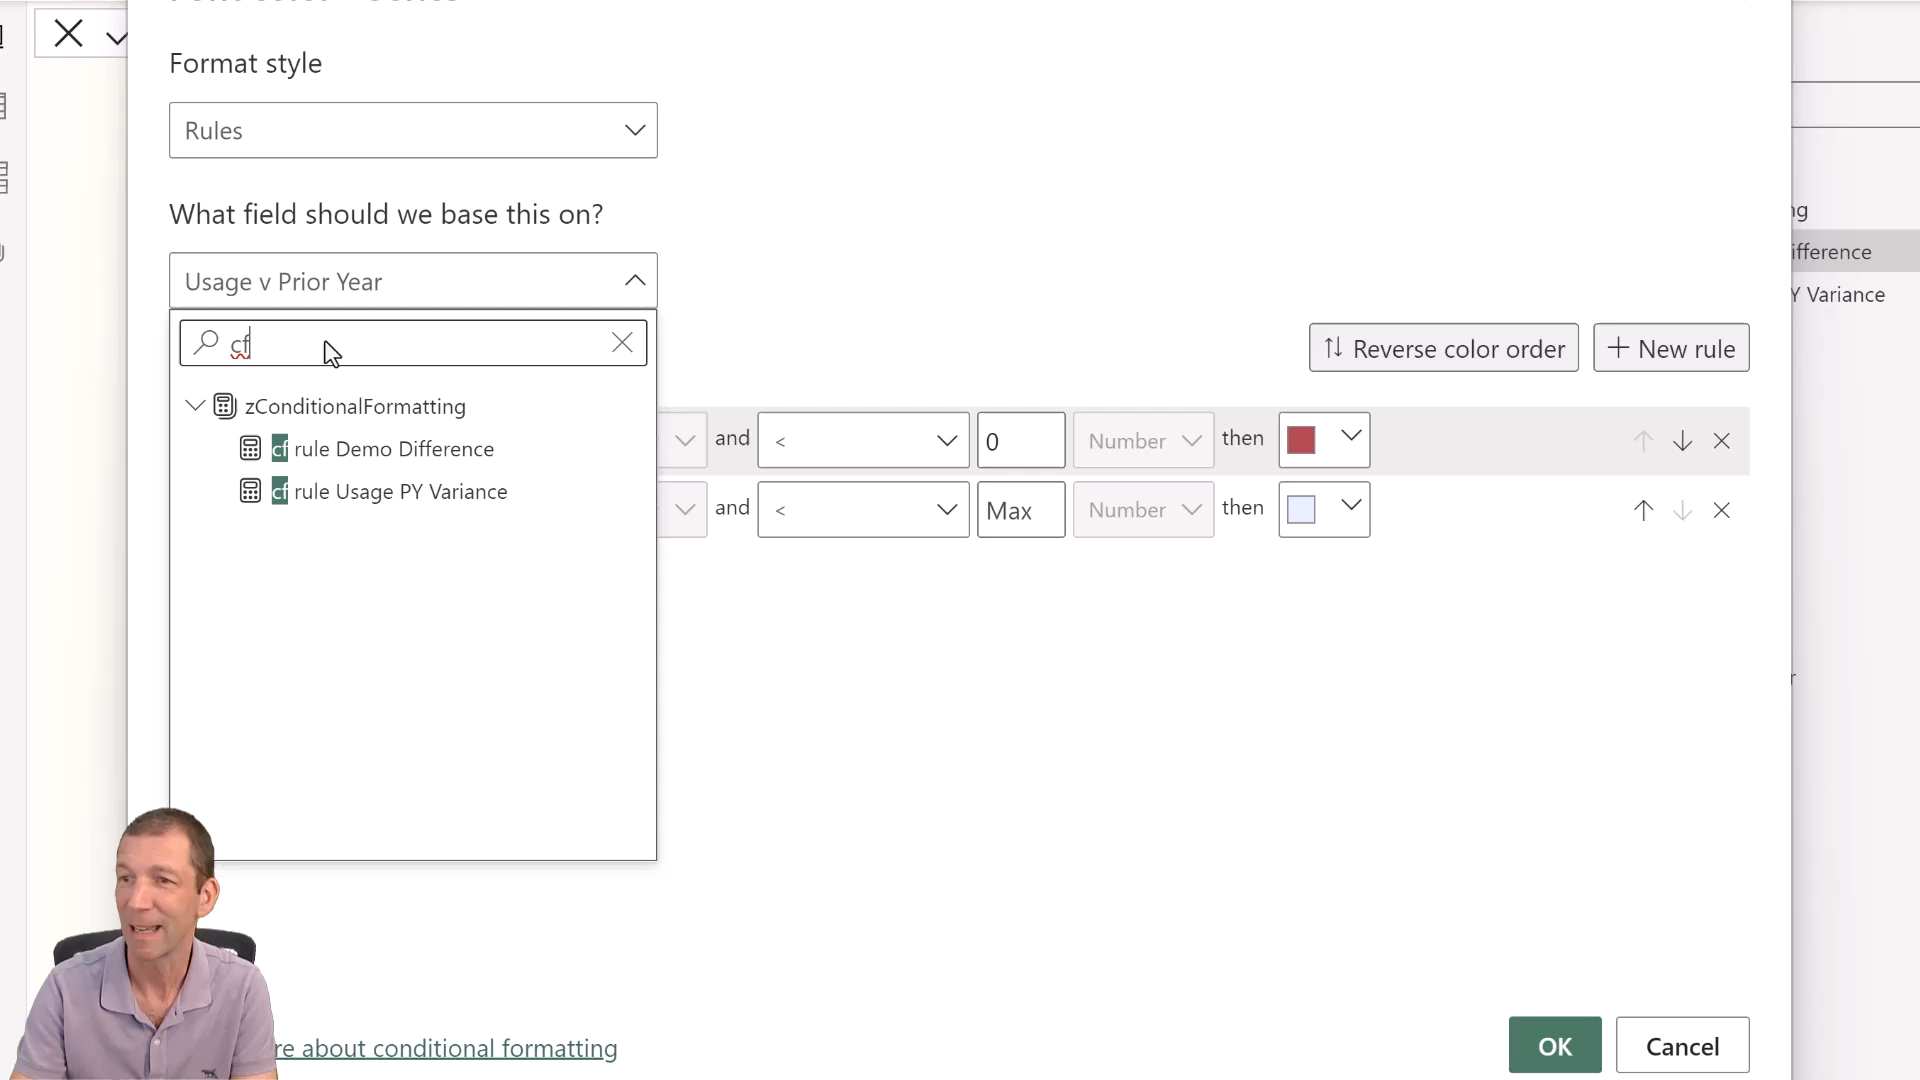 Format style
Rules
What field should we base this on?
Usage v Prior Year
cf
zConditionalFormatting
cf rule Demo Difference
cf rule Usage PY Variance
Reverse color order
New rule
and < 0 Number then
and < Max Number then
ifference
Y Variance
re about conditional formatting
OK
Cancel